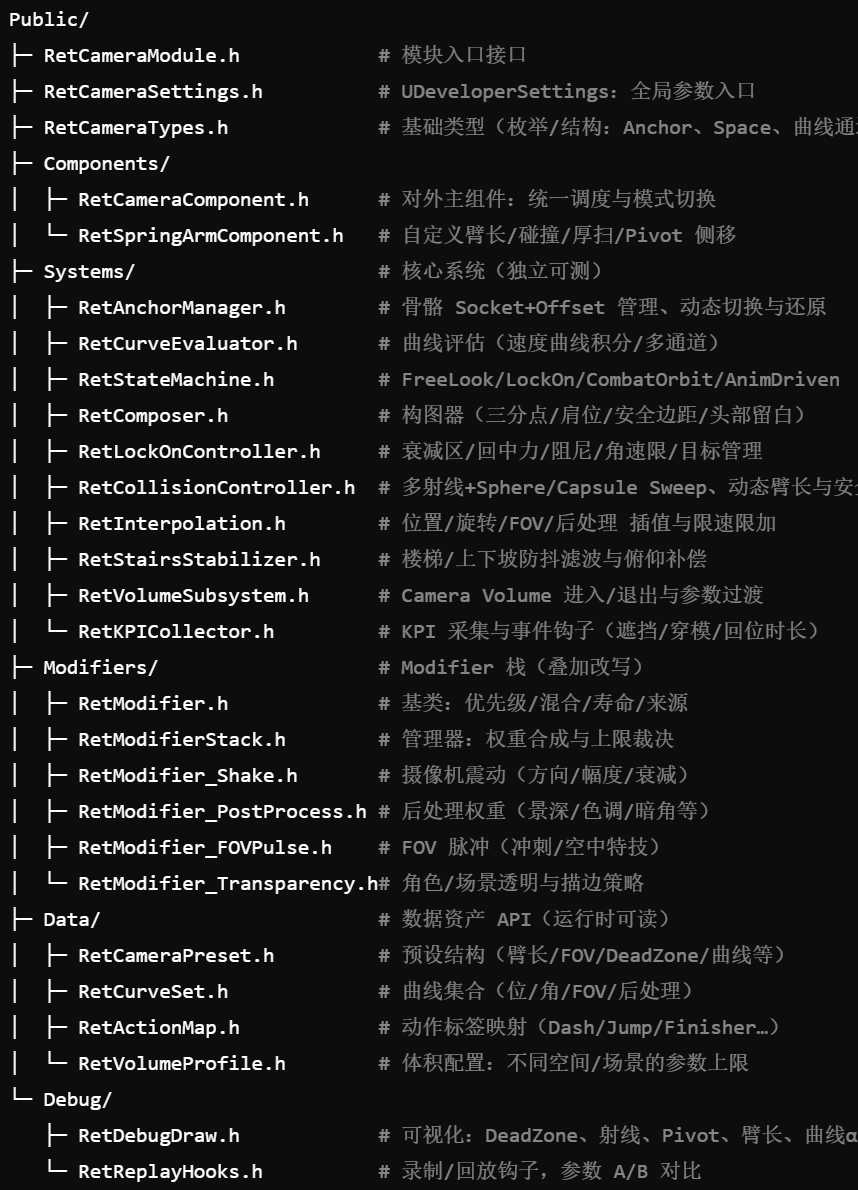 Public/
├─ RetCameraModule.h # 模块入口接口
├─ RetCameraSettings.h # UDeveloperSettings：全局参数入口
├─ RetCameraTypes.h # 基础类型（枚举/结构：Anchor、Space、曲线通
├─ Components/
│ ├─ RetCameraComponent.h # 对外主组件：统一调度与模式切换
│ └─ RetSpringArmComponent.h # 自定义臂长/碰撞/厚扫/Pivot 侧移
├─ Systems/ # 核心系统（独立可测）
│ ├─ RetAnchorManager.h # 骨骼 Socket+Offset 管理、动态切换与还原
│ ├─ RetCurveEvaluator.h # 曲线评估（速度曲线积分/多通道）
│ ├─ RetStateMachine.h # FreeLook/LockOn/CombatOrbit/AnimDriven
│ ├─ RetComposer.h # 构图器（三分点/肩位/安全边距/头部留白）
│ ├─ RetLockOnController.h # 衰减区/回中力/阻尼/角速限/目标管理
│ ├─ RetCollisionController.h # 多射线+Sphere/Capsule Sweep、动态臂长与安
│ ├─ RetInterpolation.h # 位置/旋转/FOV/后处理 插值与限速限加
│ ├─ RetStairsStabilizer.h # 楼梯/上下坡防抖滤波与俯仰补偿
│ ├─ RetVolumeSubsystem.h # Camera Volume 进入/退出与参数过渡
│ └─ RetKPICollector.h # KPI 采集与事件钩子（遮挡/穿模/回位时长）
├─ Modifiers/ # Modifier 栈（叠加改写）
│ ├─ RetModifier.h # 基类：优先级/混合/寿命/来源
│ ├─ RetModifierStack.h # 管理器：权重合成与上限裁决
│ ├─ RetModifier_Shake.h # 摄像机震动（方向/幅度/衰减）
│ ├─ RetModifier_PostProcess.h # 后处理权重（景深/色调/暗角等）
│ ├─ RetModifier_FOVPulse.h # FOV 脉冲（冲刺/空中特技）
│ └─ RetModifier_Transparency.h# 角色/场景透明与描边策略
├─ Data/ # 数据资产 API（运行时可读）
│ ├─ RetCameraPreset.h # 预设结构（臂长/FOV/DeadZone/曲线等）
│ ├─ RetCurveSet.h # 曲线集合（位/角/FOV/后处理）
│ ├─ RetActionMap.h # 动作标签映射（Dash/Jump/Finisher…）
│ └─ RetVolumeProfile.h # 体积配置：不同空间/场景的参数上限
└─ Debug/
├─ RetDebugDraw.h # 可视化：DeadZone、射线、Pivot、臂长、曲线α
└─ RetReplayHooks.h # 录制/回放钩子，参数 A/B 对比